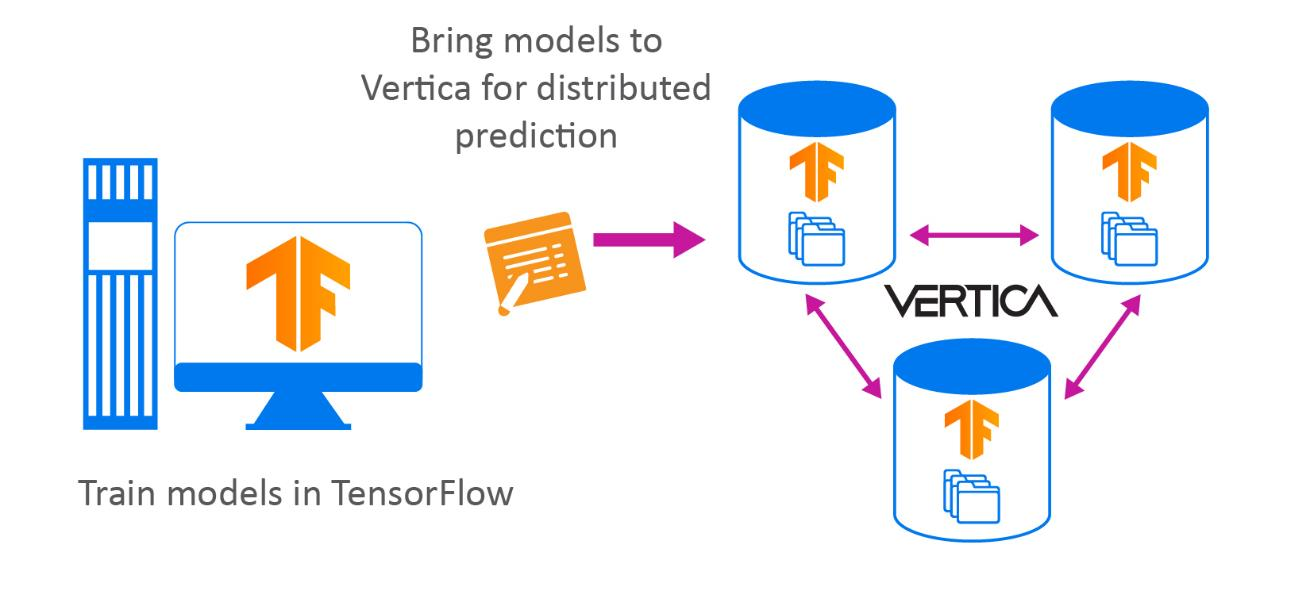 Bring models to
Vertica for distributed
prediction
VERTICA
Train models in TensorFlow